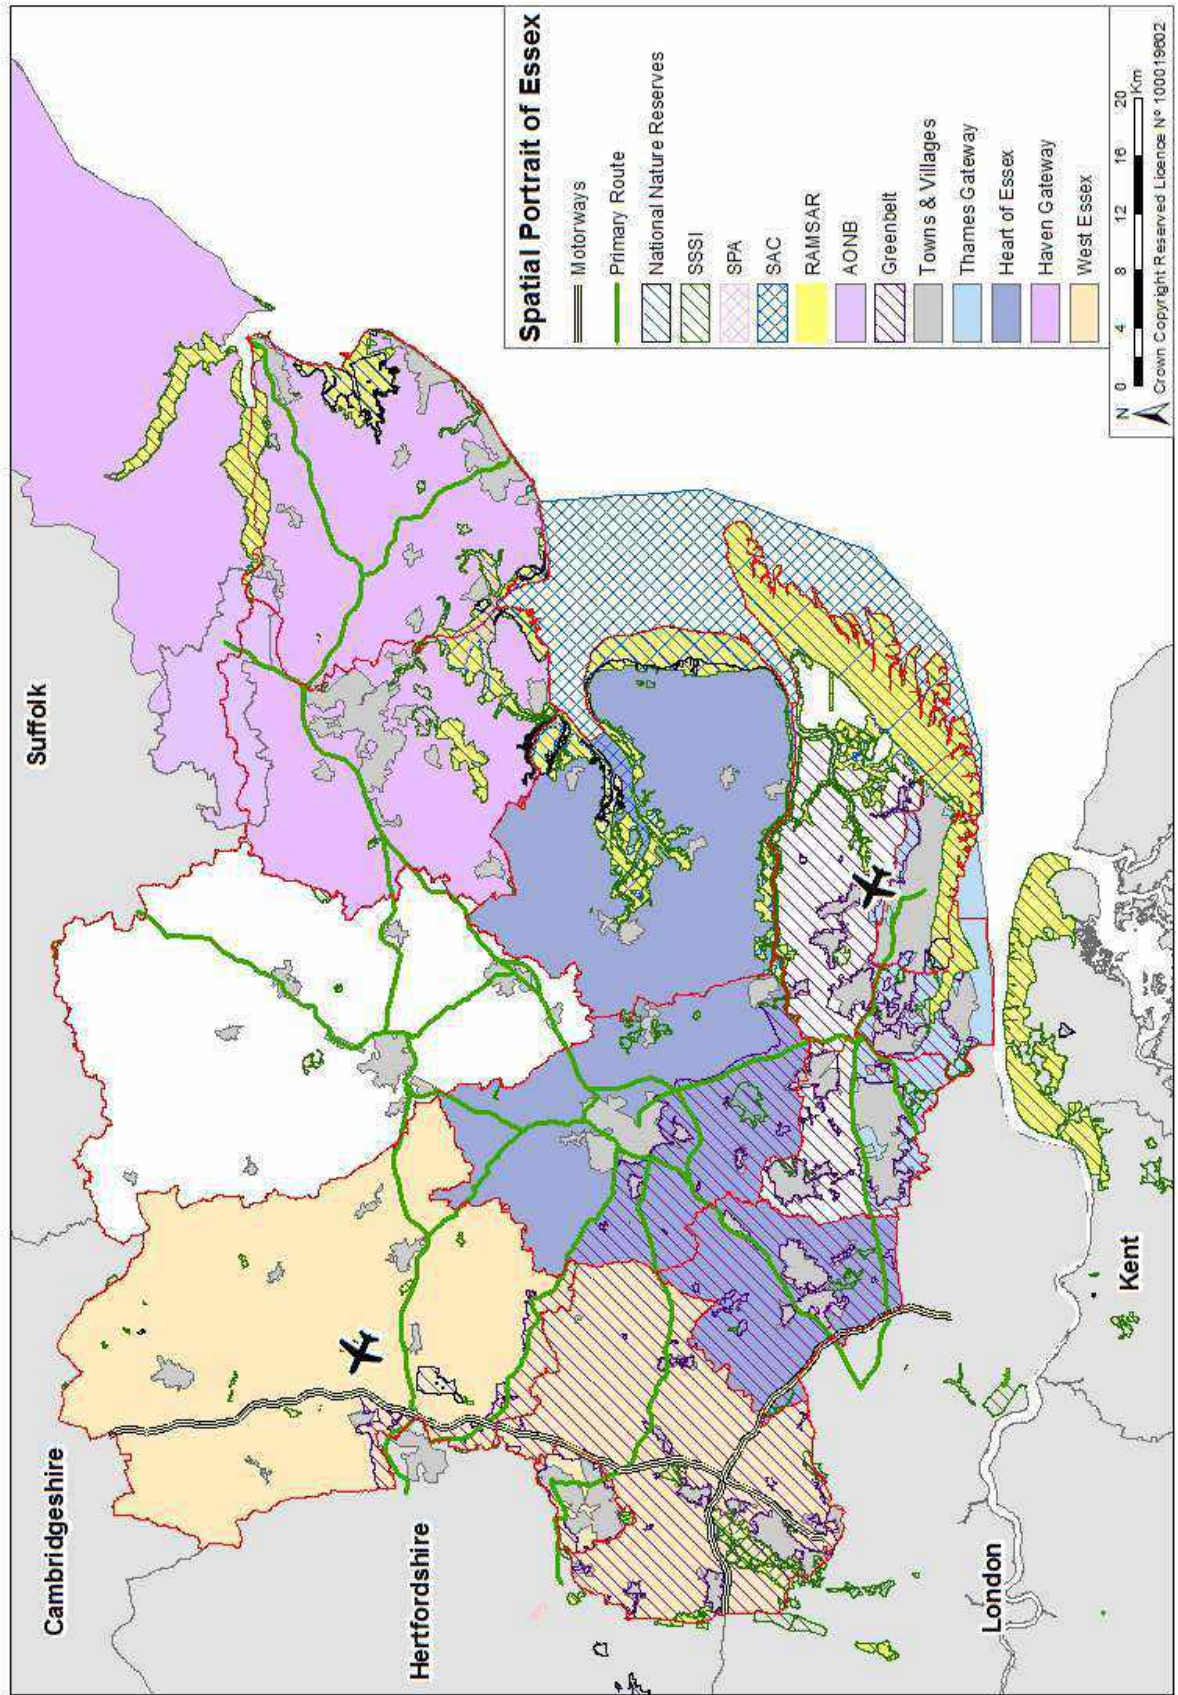 Cambridgeshire
Suffolk
Hertfordshire
London
Kent
Spatial Portrait of Essex
Motorways
Primary Route
National Nature Reserves
SSSI
SPA
SAC
RAMSAR
AONB
Greenbelt
Towns & Villages
Thames Gateway
Heart of Essex
Haven Gateway
West Essex
N
0 4 8 12 16 20
Km
Crown Copyright Reserved Licence Nº 100019602